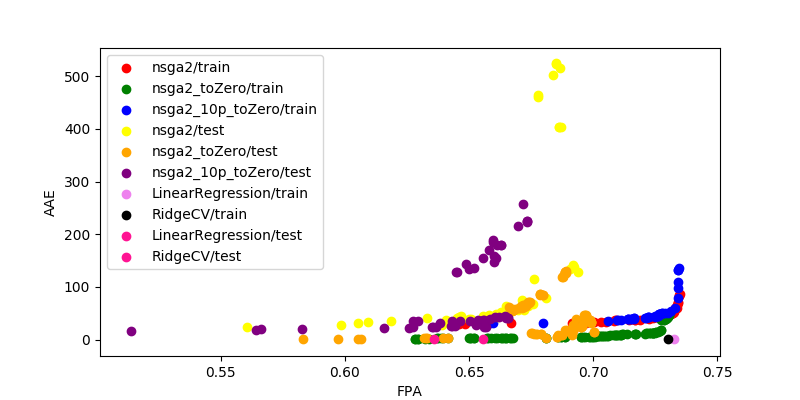 500
400
300
200
100
0
AAE
nsga2/train
nsga2_toZero/train
nsga2_10p_toZero/train
nsga2/test
nsga2_toZero/test
nsga2_10p_toZero/test
LinearRegression/train
RidgeCV/train
LinearRegression/test
RidgeCV/test
0.55 0.60 0.65 0.70 0.75
FPA